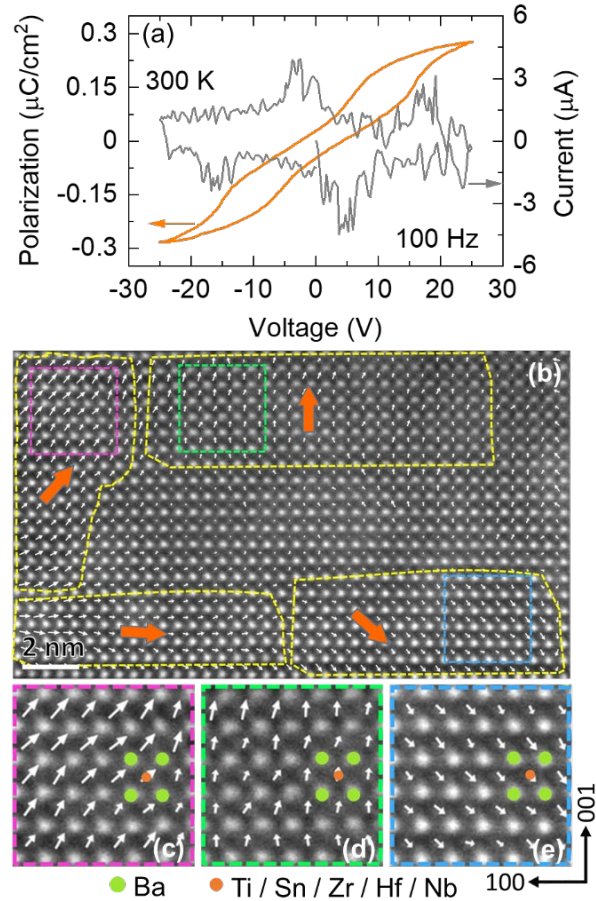 (a)
300 K
100 Hz
Polarization (μC/cm²)
0.3
0.15
0
-0.15
-0.3
Current (μA)
6
3
0
-3
-6
-30 -20 -10 0 10 20 30
Voltage (V)
(b)
2 nm
(c) (d) (e)
001
100
Ba Ti / Sn / Zr / Hf / Nb